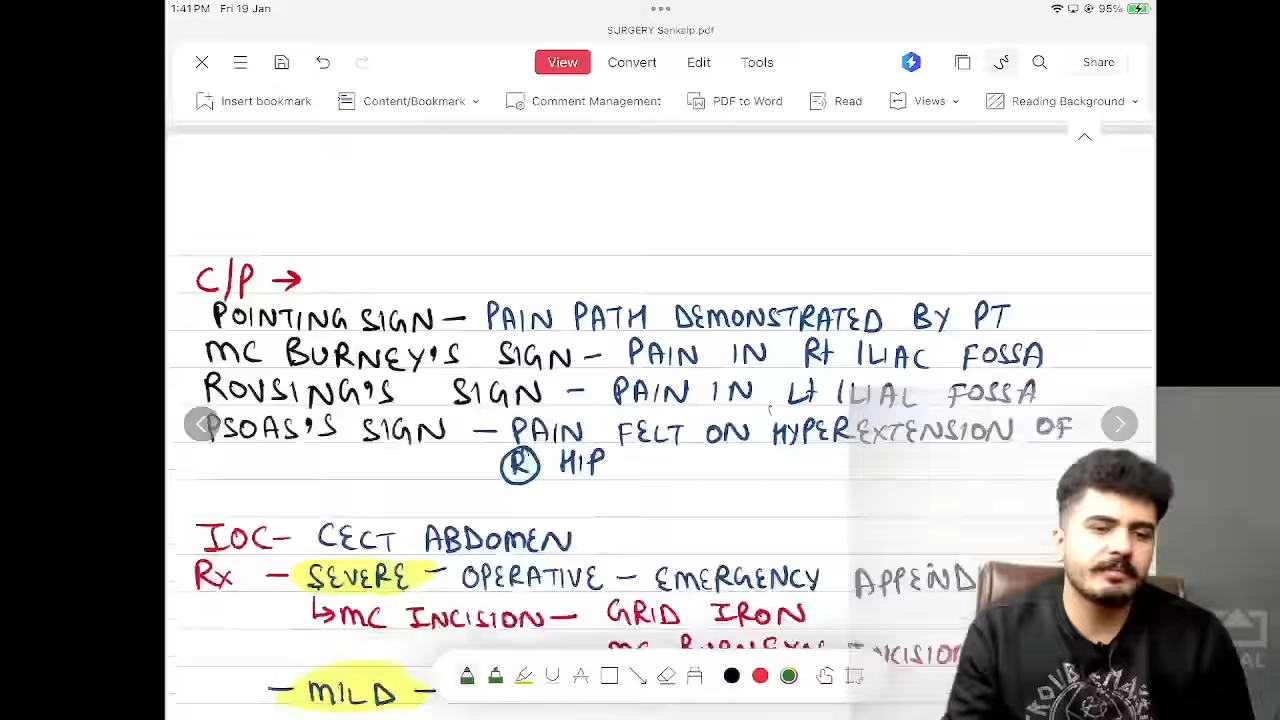 1:41 PM Fri 19 Jan 95%
SURGERY Sankalp.pdf
View Convert Edit Tools Share
Insert bookmark Content/Bookmark Comment Management PDF to Word Read Views Reading Background
C/P →
POINTING SIGN — PAIN PATH DEMONSTRATED BY PT
MC BURNEY'S SIGN — PAIN IN Rt ILIAC FOSSA
ROVSING'S SIGN — PAIN IN Lt ILIAL FOSSA
PSOAS'S SIGN — PAIN FELT ON HYPEREXTENSION OF
R HIP
IOC- CECT ABDOMEN
Rx — SEVERE — OPERATIVE — EMERGENCY APPEND
↳ MC INCISION — GRID IRON
— MILD —